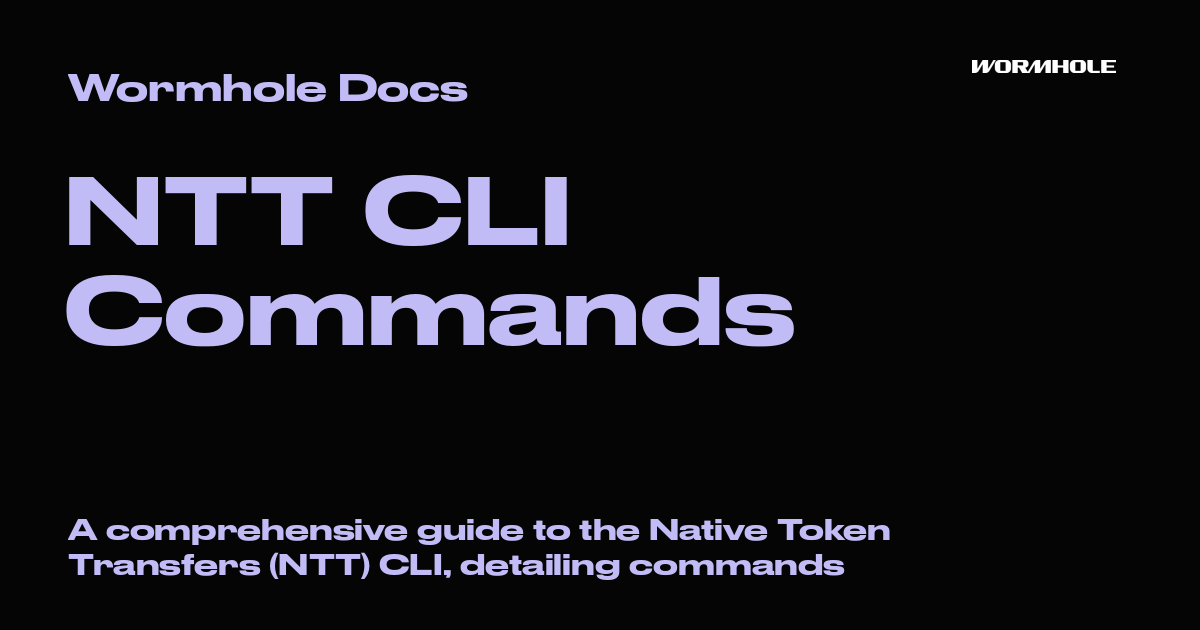 Wormhole Docs
WORMHOLE
NTT CLI
Commands
A comprehensive guide to the Native Token
Transfers (NTT) CLI, detailing commands